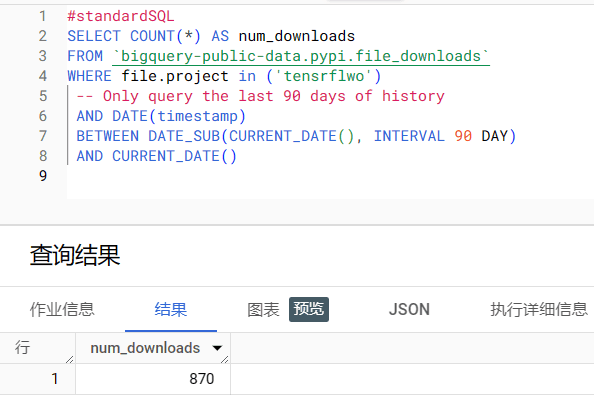 1 #standardSQL
2 SELECT COUNT(*) AS num_downloads
3 FROM `bigquery-public-data.pypi.file_downloads`
4 WHERE file.project in ('tensrflwo')
5 -- Only query the last 90 days of history
6 AND DATE(timestamp)
7 BETWEEN DATE_SUB(CURRENT_DATE(), INTERVAL 90 DAY)
8 AND CURRENT_DATE()
9
查询结果
作业信息 结果 图表 预览 JSON 执行详细信息
行 num_downloads
1 870